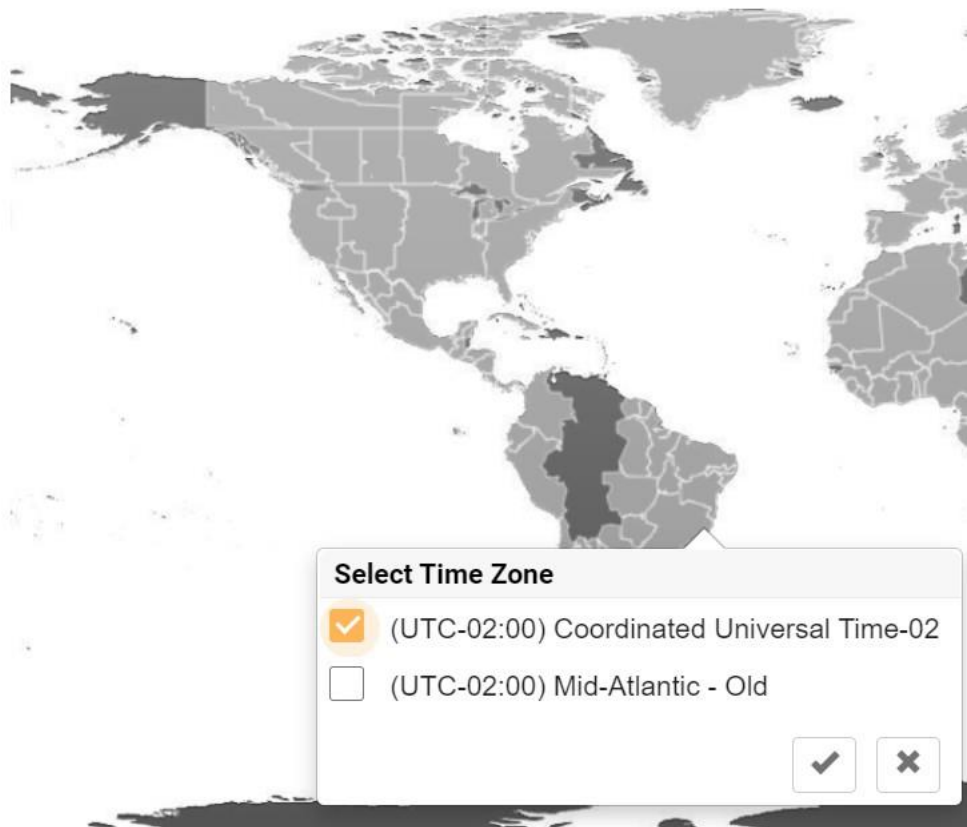 Select Time Zone
(UTC-02:00) Coordinated Universal Time-02
(UTC-02:00) Mid-Atlantic - Old